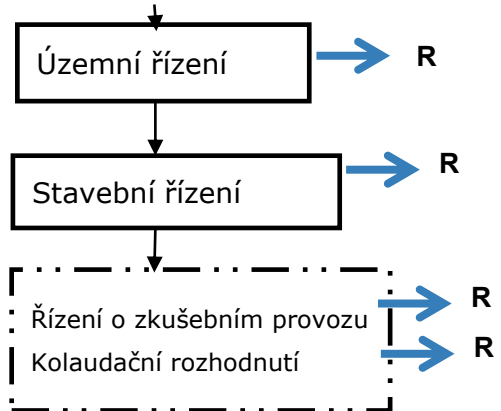 Územní řízení
R
Stavební řízení
R
Řízení o zkušebním provozu
R
Kolaudační rozhodnutí
R